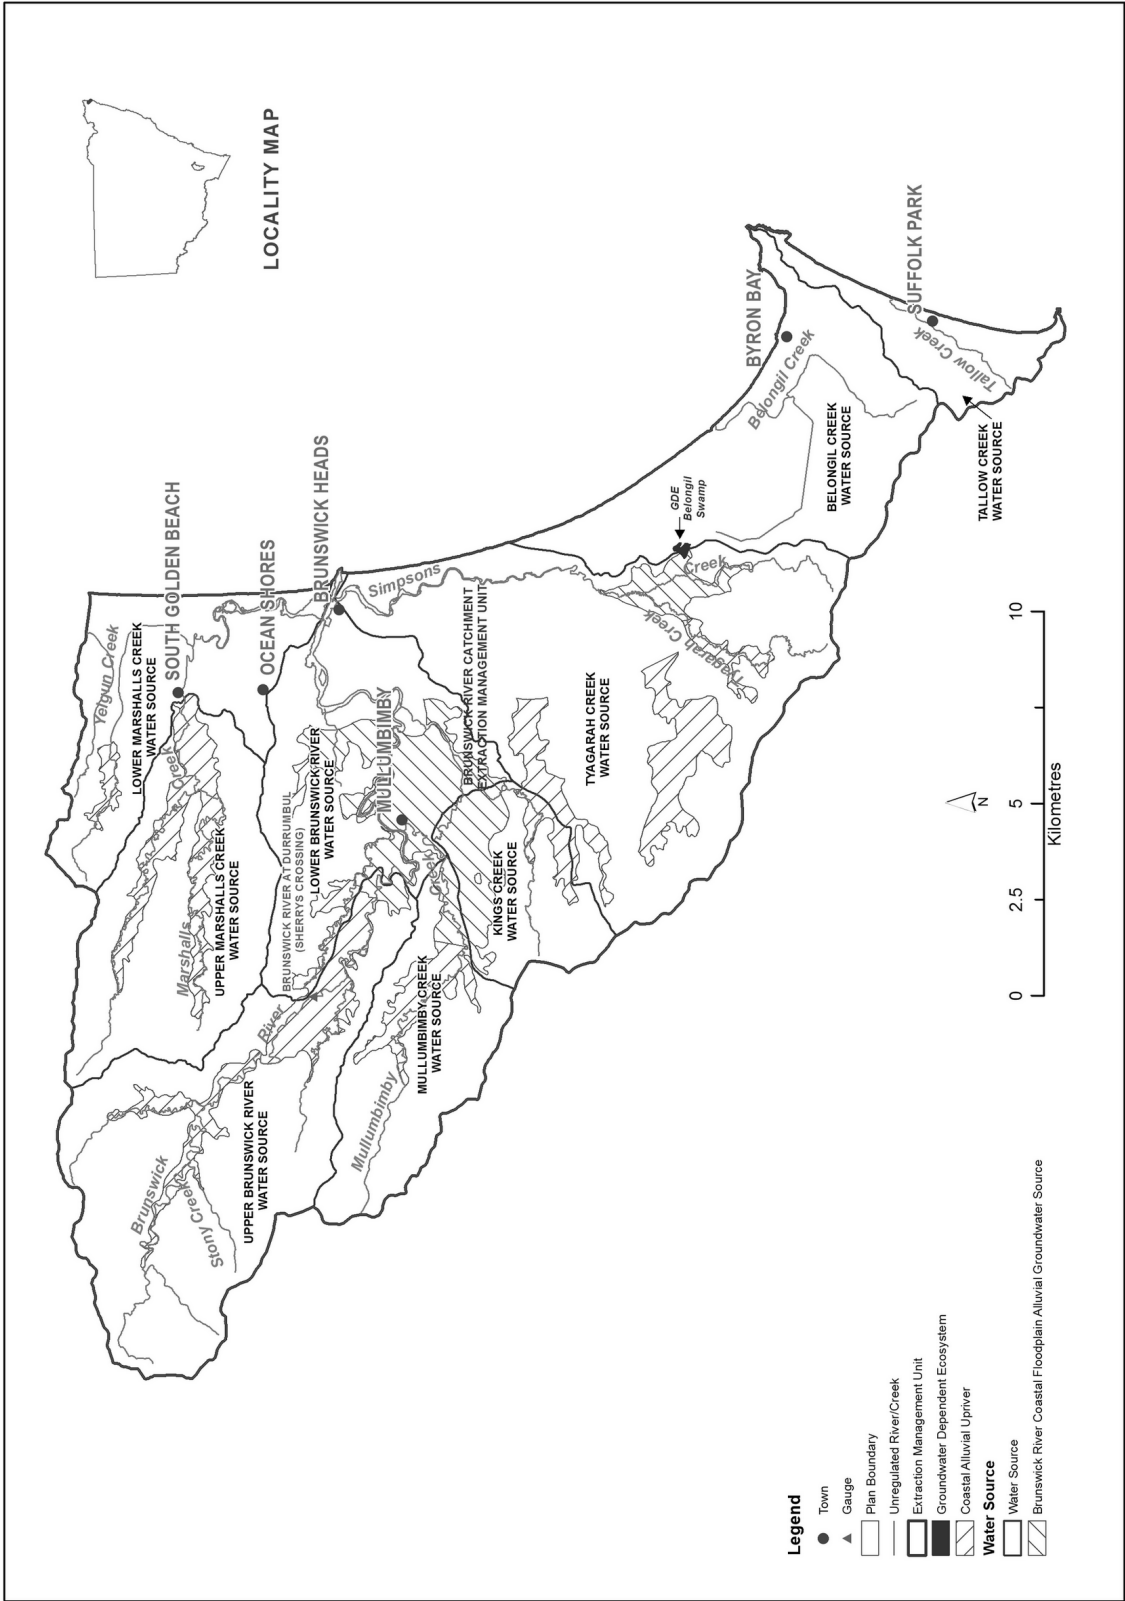 LOCALITY MAP
Yelgun Creek
LOWER MARSHALLS CREEK
WATER SOURCE
SOUTH GOLDEN BEACH
Marshalls
Creek
UPPER MARSHALLS CREEK
WATER SOURCE
OCEAN SHORES
BRUNSWICK HEADS
Simpsons
Creek
Brunswick
River
Stony Creek
UPPER BRUNSWICK RIVER
WATER SOURCE
BRUNSWICK RIVER AT DURRUMBUL
(SHERRYS CROSSING)
LOWER BRUNSWICK RIVER
WATER SOURCE
MULLUMBIMBY
Mullumbimby
Creek
MULLUMBIMBY CREEK
WATER SOURCE
BRUNSWICK RIVER CATCHMENT
EXTRACTION MANAGEMENT UNIT
KINGS CREEK
WATER SOURCE
TYAGARAH CREEK
WATER SOURCE
Tyagarah Creek
GDE
Belongil
Swamp
BYRON BAY
Belongil Creek
BELONGIL CREEK
WATER SOURCE
SUFFOLK PARK
Tallow Creek
TALLOW CREEK
WATER SOURCE
N
0
2.5
5
10
Kilometres
Legend
Town
Gauge
Plan Boundary
Unregulated River/Creek
Extraction Management Unit
Groundwater Dependent Ecosystem
Coastal Alluvial Upriver
Water Source
Water Source
Brunswick River Coastal Floodplain Alluvial Groundwater Source